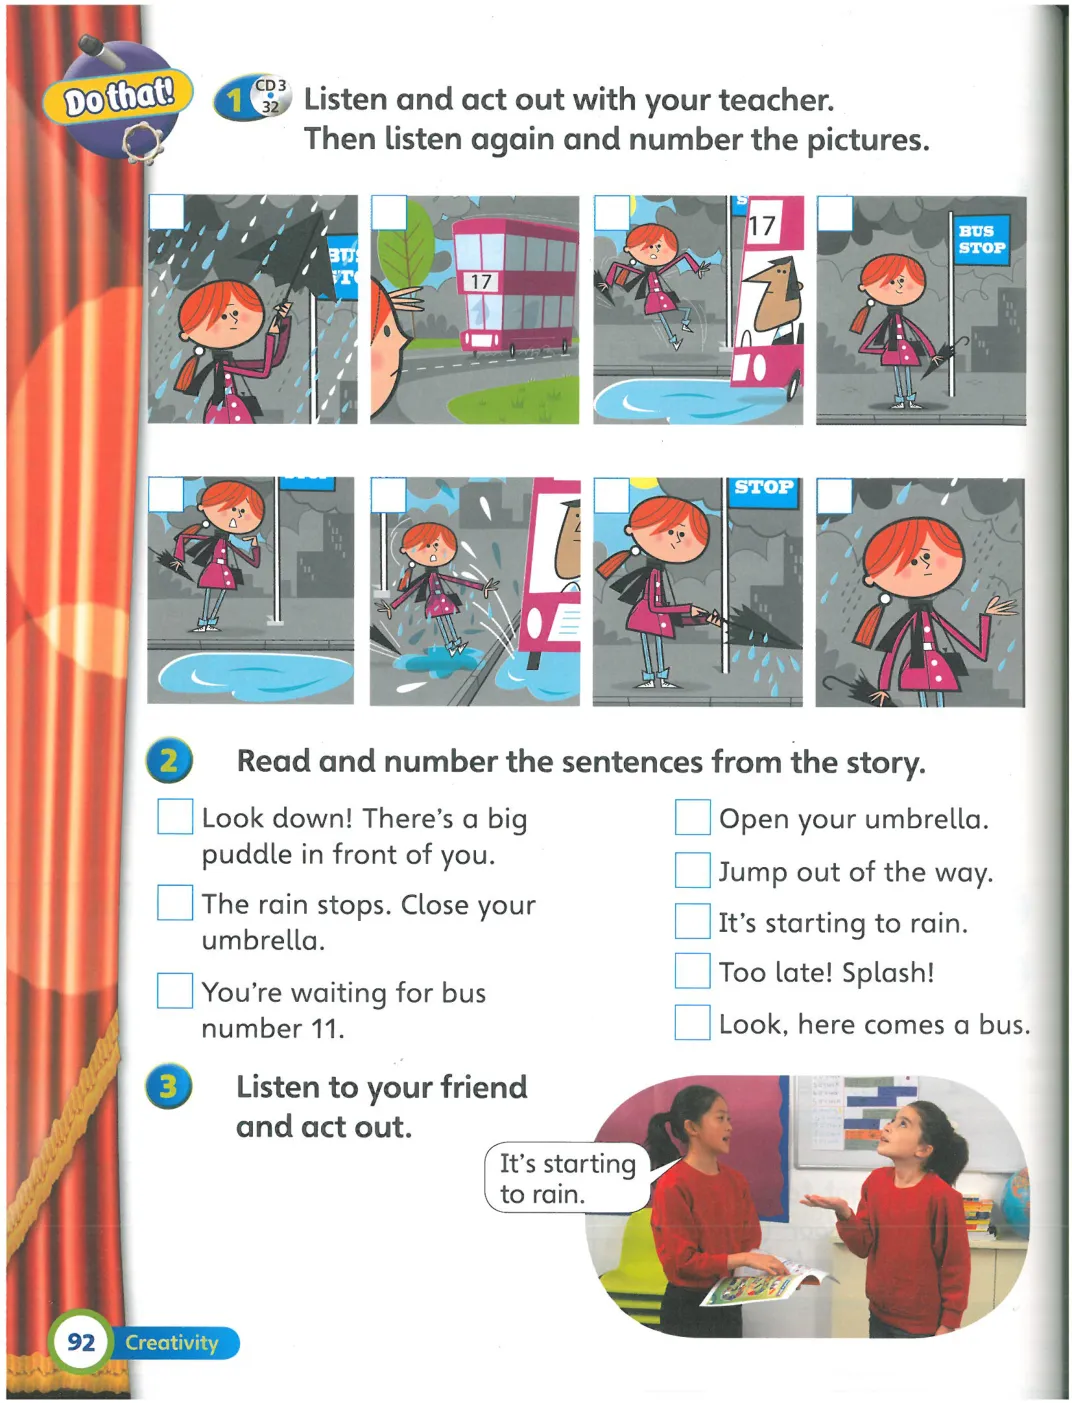 Do that!
1
CD 3
32
Listen and act out with your teacher.
Then listen again and number the pictures.
BUS
STO
17
S
17
BUS
STOP
STOP
2
Read and number the sentences from the story.
Look down! There's a big
puddle in front of you.
The rain stops. Close your
umbrella.
You're waiting for bus
number 11.
Open your umbrella.
Jump out of the way.
It's starting to rain.
Too late! Splash!
Look, here comes a bus.
3
Listen to your friend
and act out.
It's starting
to rain.
92
Creativity